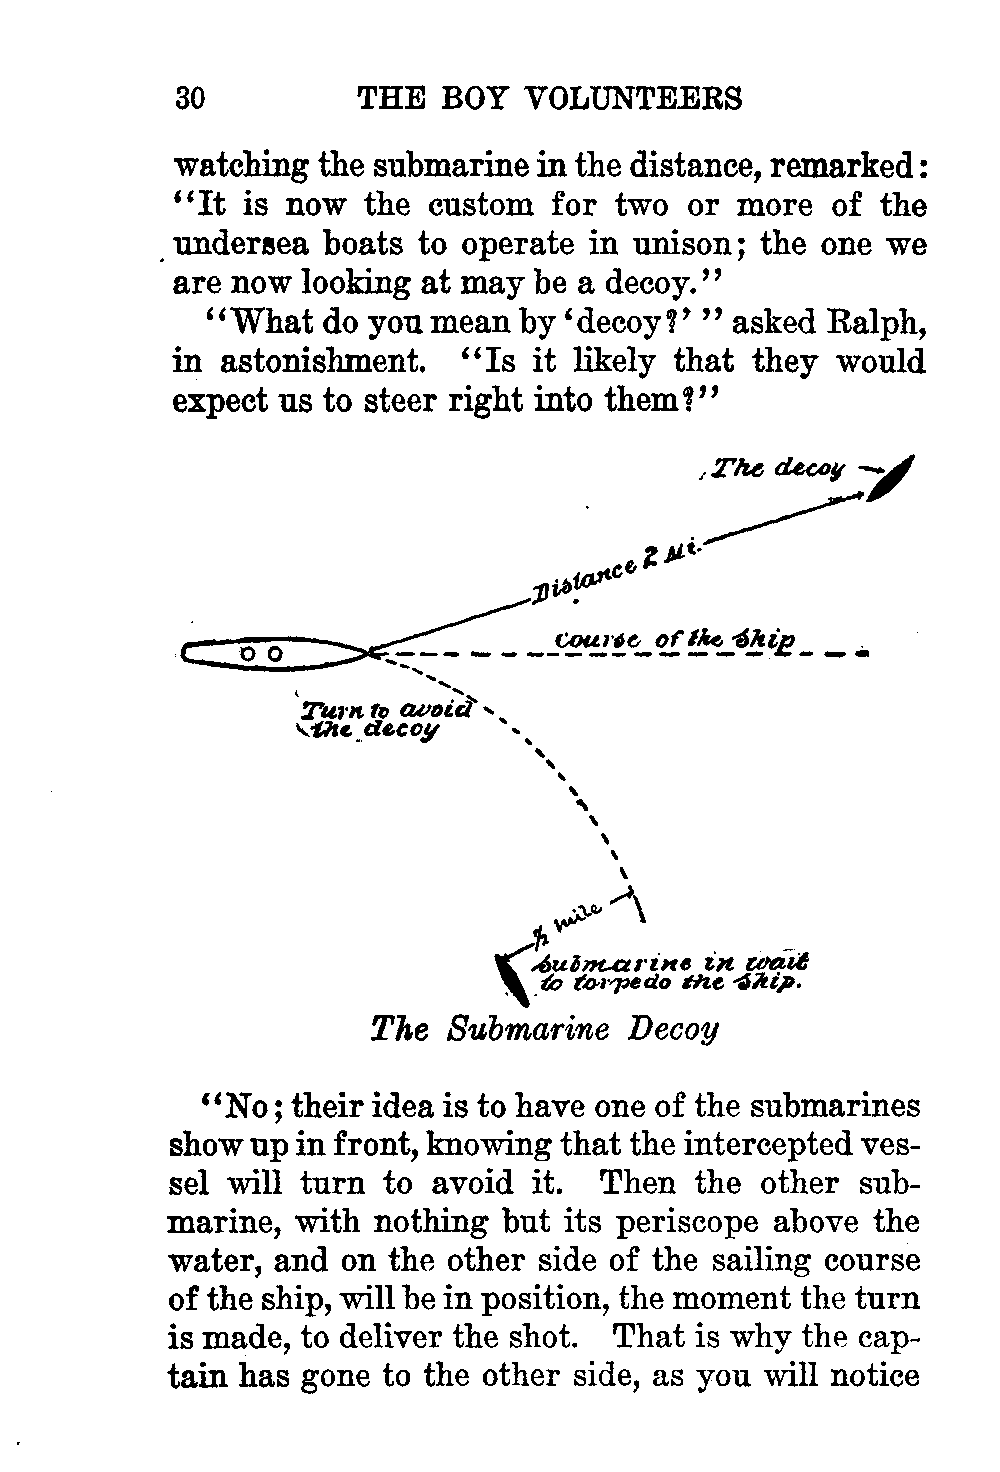 30 THE BOY VOLUNTEERS
watching the submarine in the distance, remarked:
“It is now the custom for two or more of the
undersea boats to operate in unison; the one we
are now looking at may be a decoy.”
“What do you mean by ‘decoy?’ ” asked Ralph,
in astonishment. “Is it likely that they would
expect us to steer right into them?”
The decoy
Distance 2 Mi.
Course of the Ship
Turn to avoid
the decoy
½ mile
Submarine in wait
to torpedo the Ship.
The Submarine Decoy
“No; their idea is to have one of the submarines
show up in front, knowing that the intercepted ves-
sel will turn to avoid it. Then the other sub-
marine, with nothing but its periscope above the
water, and on the other side of the sailing course
of the ship, will be in position, the moment the turn
is made, to deliver the shot. That is why the cap-
tain has gone to the other side, as you will notice